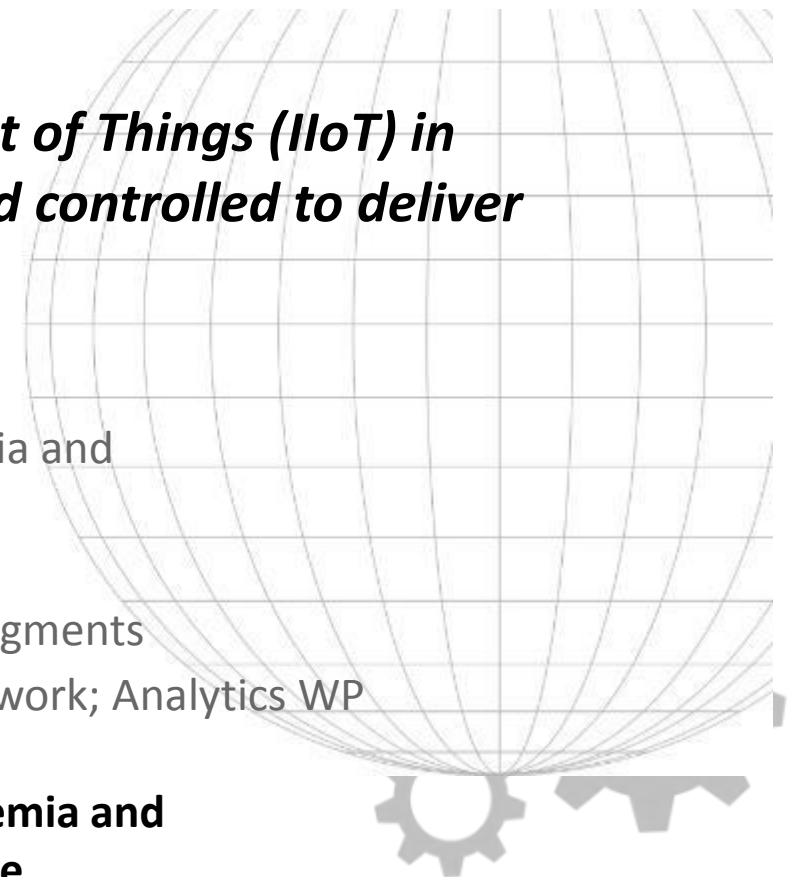 t of Things (IIoT) in
d controlled to deliver
ia and
gments
work; Analytics WP
emia and
e